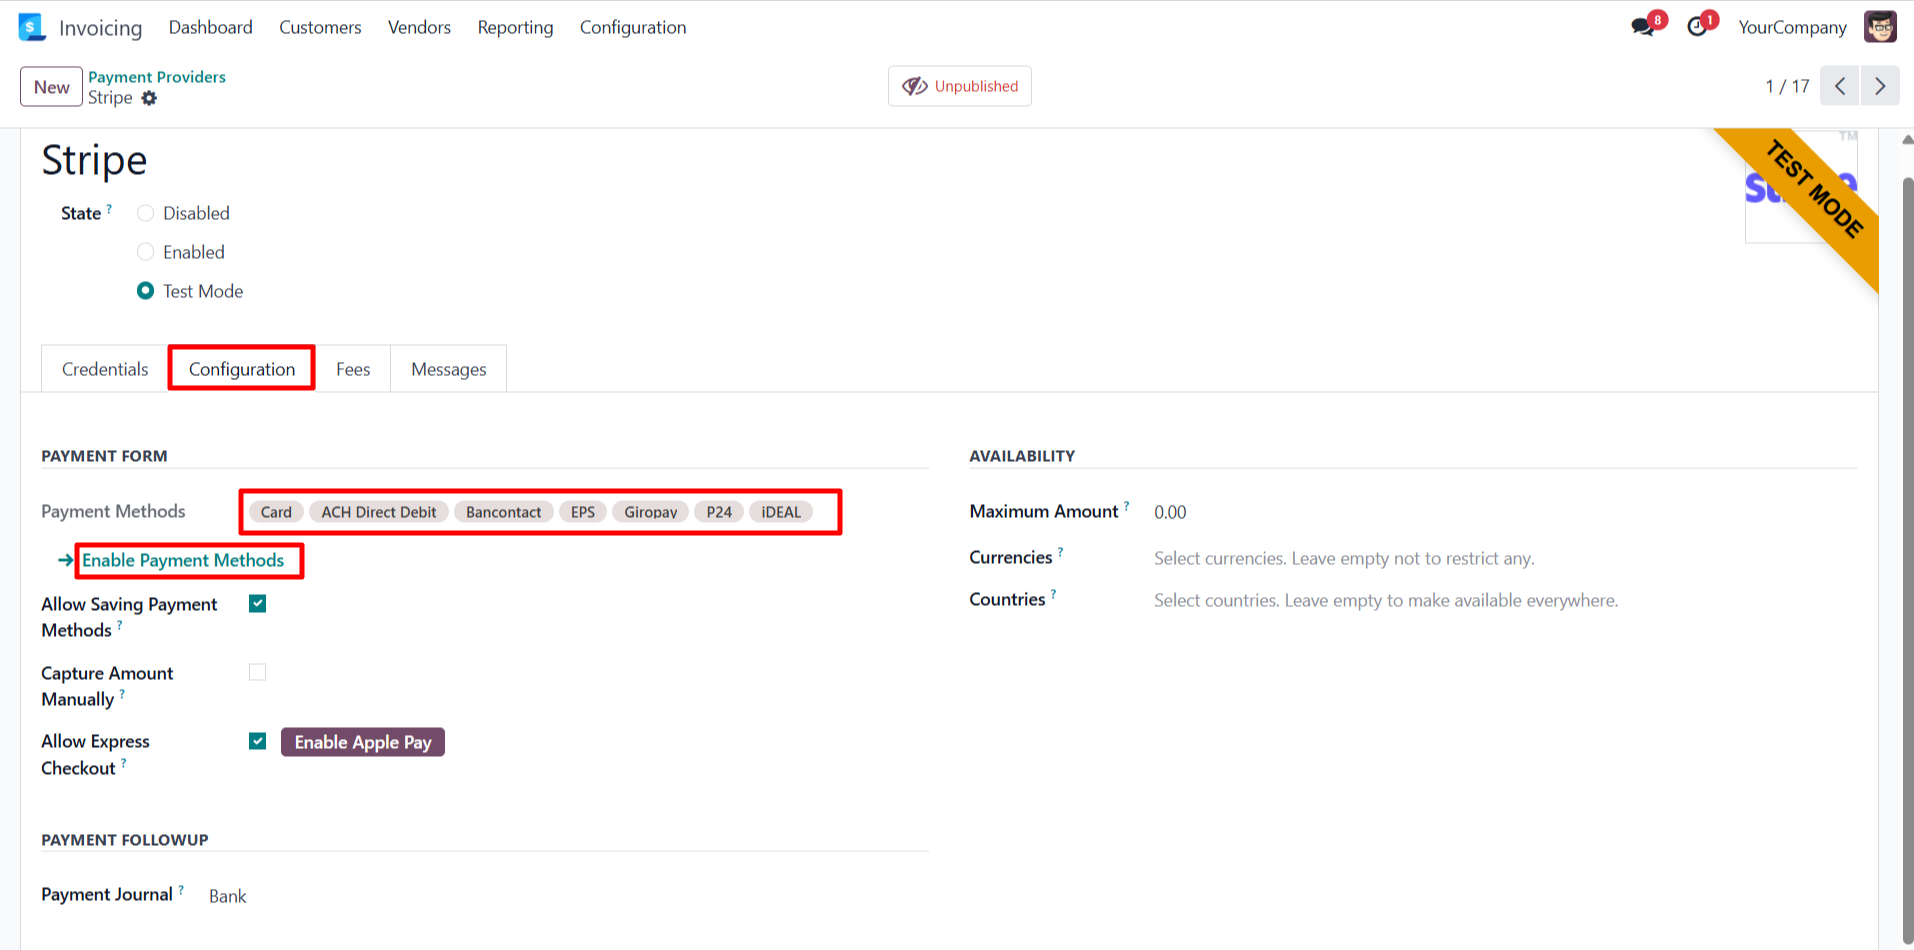 Invoicing Dashboard Customers Vendors Reporting Configuration 8 1 YourCompany
New Payment Providers
Stripe
Unpublished
1 / 17
Stripe
TM
TEST MODE
State ?
Disabled
Enabled
Test Mode
Credentials Configuration Fees Messages
PAYMENT FORM
Payment Methods Card ACH Direct Debit Bancontact EPS Giropay P24 iDEAL
Enable Payment Methods
Allow Saving Payment
Methods ?
Capture Amount
Manually ?
Allow Express
Checkout ?
Enable Apple Pay
AVAILABILITY
Maximum Amount ? 0.00
Currencies ? Select currencies. Leave empty not to restrict any.
Countries ? Select countries. Leave empty to make available everywhere.
PAYMENT FOLLOWUP
Payment Journal ? Bank